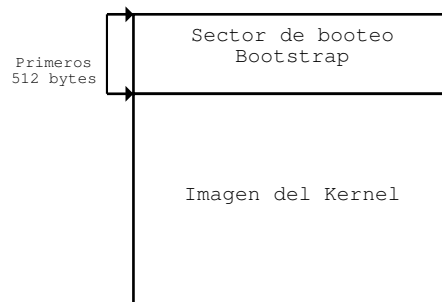 Sector de booteo
Bootstrap
Primeros
512 bytes
Imagen del Kernel